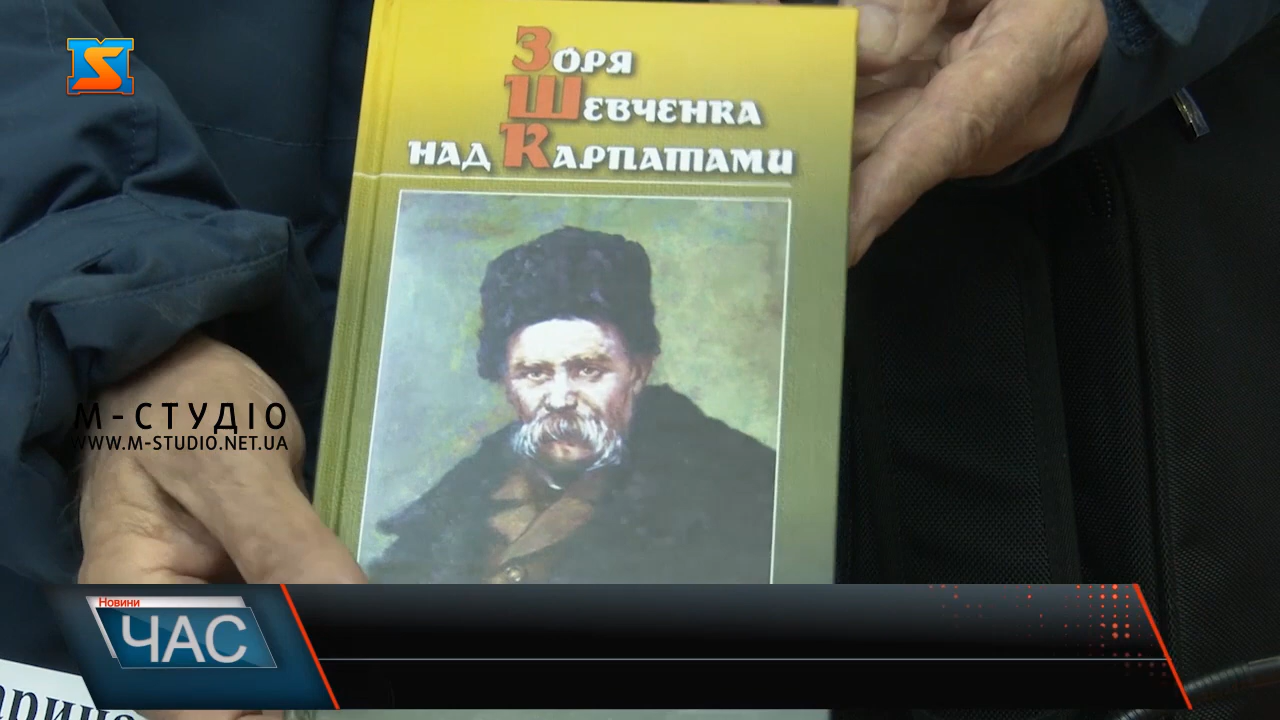 Зоря
Шевченка
над Карпатами
М-СТУДІО
WWW.M-STUDIO.NET.UA
Новини
ЧАС